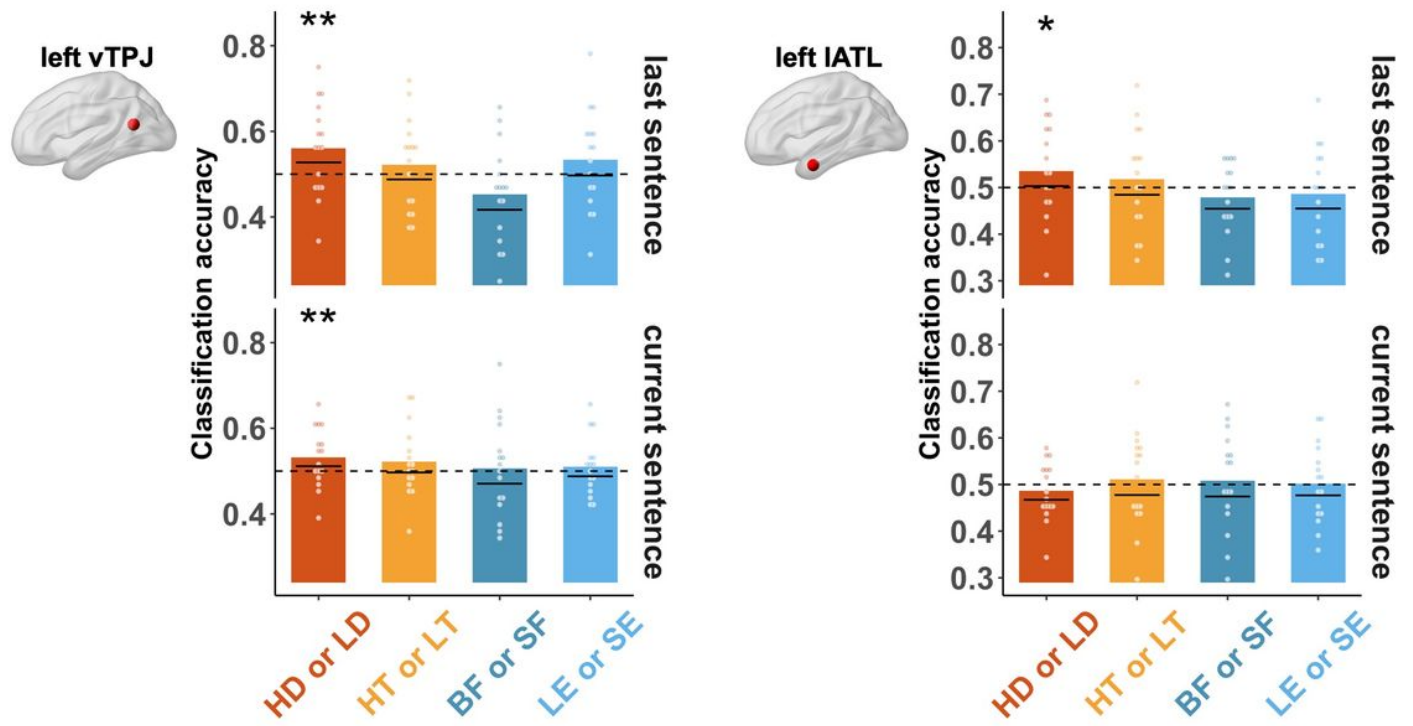 left vTPJ
**
0.8
0.6
0.4
last sentence
Classification accuracy
**
0.8
0.6
0.4
current sentence
HD or LD
HT or LT
BF or SF
LE or SE
left lATL
*
0.8
0.7
0.6
0.5
0.4
0.3
last sentence
Classification accuracy
0.8
0.7
0.6
0.5
0.4
0.3
current sentence
HD or LD
HT or LT
BF or SF
LE or SE